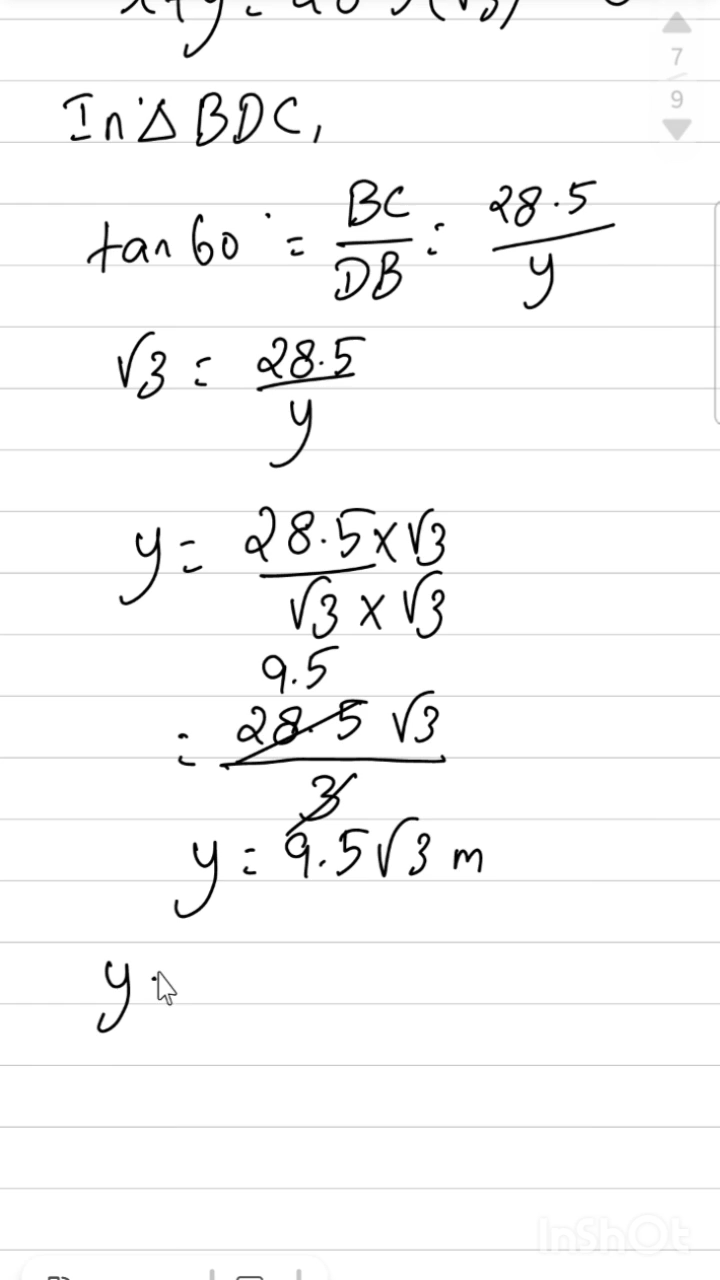 7
9
In Δ BDC,
tan 60° = BC/DB = 28.5/y
√3 = 28.5/y
y = 28.5×√3/√3 × √3
9.5
= 28.5 √3/3
y = 9.5√3 m
y
InShOt